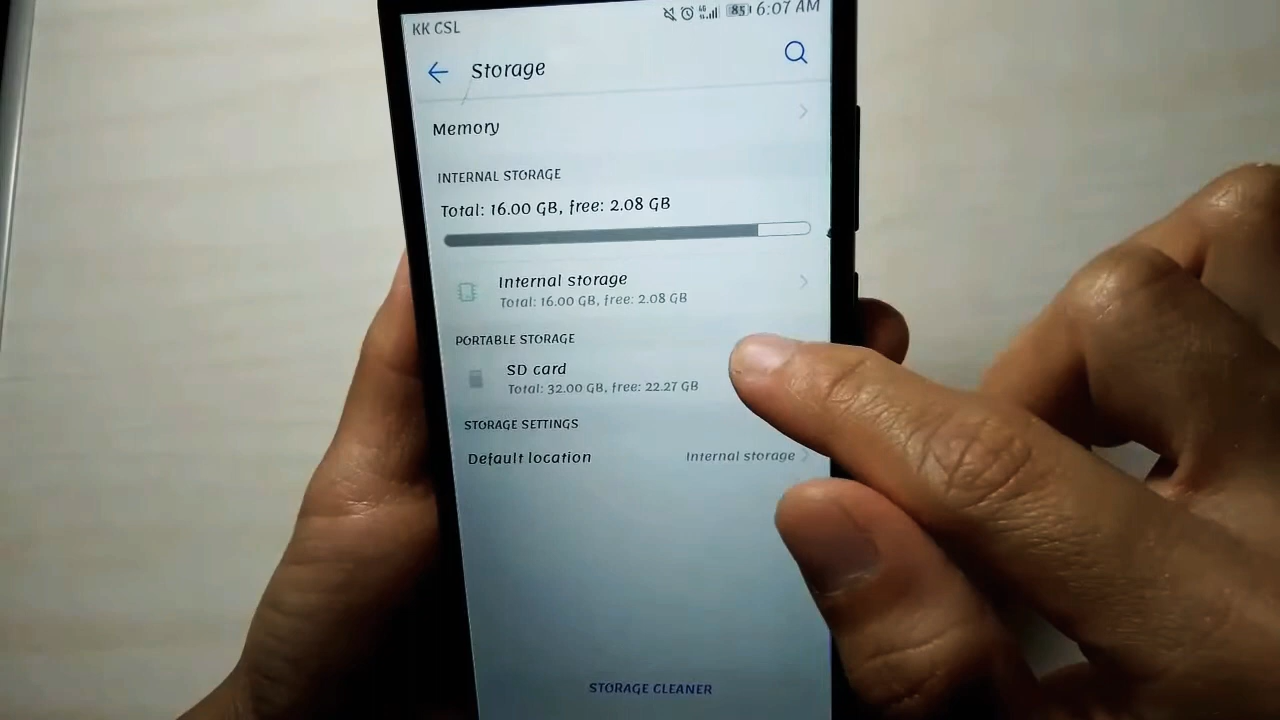 KK CSL 85 6:07 AM
Storage
Memory
INTERNAL STORAGE
Total: 16.00 GB, free: 2.08 GB
Internal storage
Total: 16.00 GB, free: 2.08 GB
PORTABLE STORAGE
SD card
Total: 32.00 GB, free: 22.27 GB
STORAGE SETTINGS
Default location Internal storage
STORAGE CLEANER